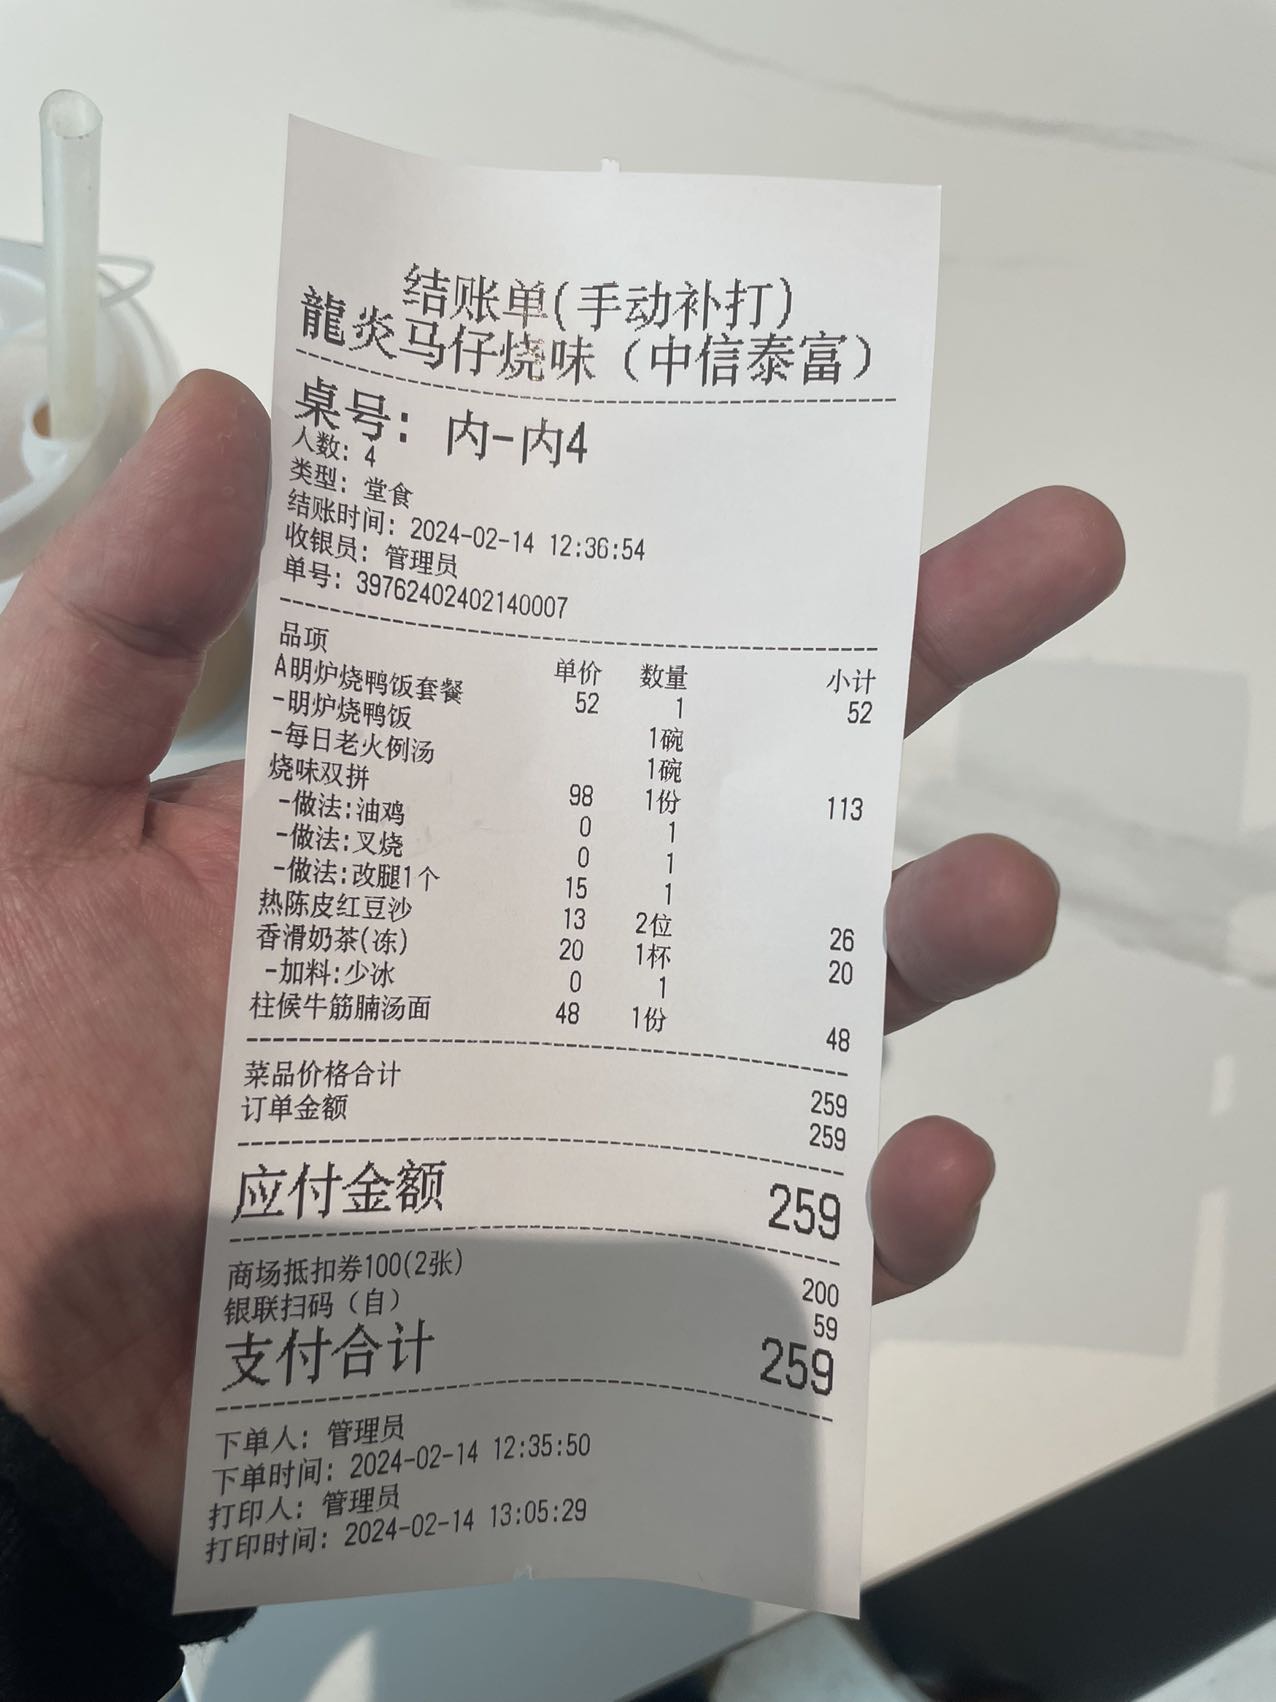 结账单(手动补打)
龍炎马仔烧味（中信泰富）
桌号: 内-内4
人数: 4
类型: 堂食
结账时间: 2024-02-14 12:36:54
收银员: 管理员
单号: 39762402402140007
品项 单价 数量 小计
A明炉烧鸭饭套餐 52 1 52
-明炉烧鸭饭 1碗
-每日老火例汤 1碗
烧味双拼 98 1份 113
-做法:油鸡 0 1
-做法:叉烧 0 1
-做法:改腿1个 15 1
热陈皮红豆沙 13 2位 26
香滑奶茶(冻) 20 1杯 20
-加料:少冰 0 1
柱候牛筋腩汤面 48 1份 48
菜品价格合计 259
订单金额 259
应付金额 259
商场抵扣券100(2张) 200
银联扫码（自） 59
支付合计 259
下单人: 管理员
下单时间: 2024-02-14 12:35:50
打印人: 管理员
打印时间: 2024-02-14 13:05:29